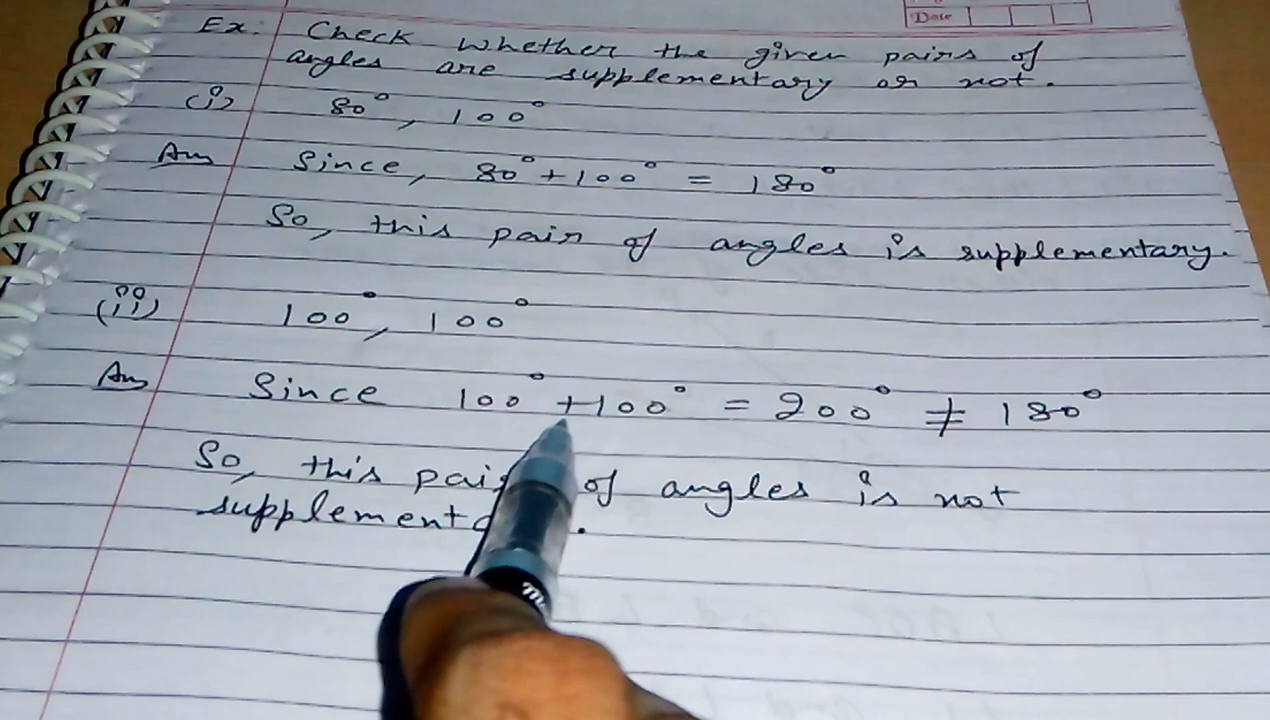 Date
Ex: Check whether the given pairs of
angles are supplementary or not.
(i) 80°, 100°
Ans Since, 80° + 100° = 180°
So, this pair of angles is supplementary.
(ii) 100°, 100°
Ans Since 100° + 100° = 200° ≠ 180°
So, this pair of angles is not
supplementa.